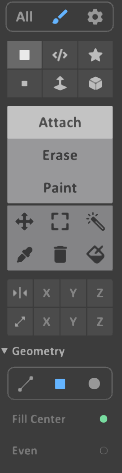 All
Attach
Erase
Paint
X Y Z
X Y Z
Geometry
Fill Center
Even